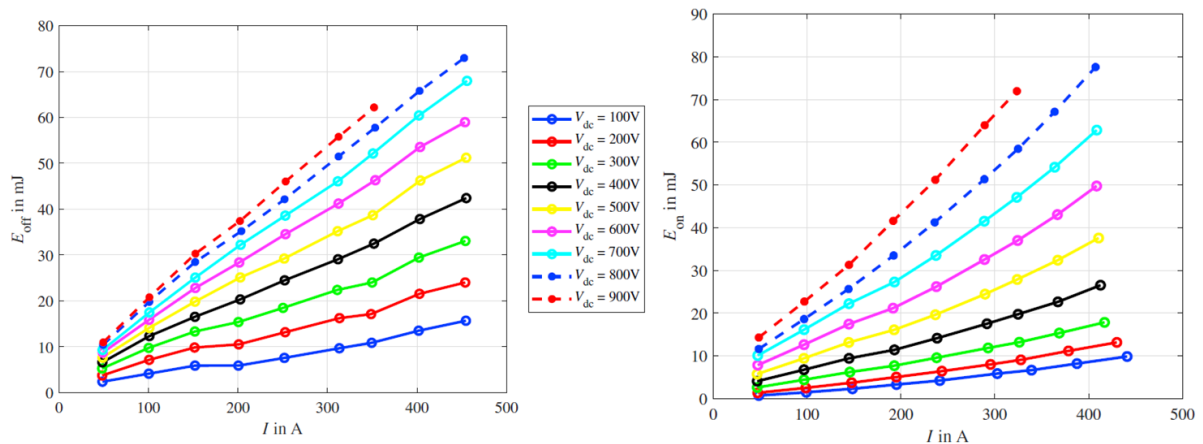 80
70
60
50
40
30
20
10
0
E_off in mJ
0 100 200 300 400 500
I in A
V_dc = 100V
V_dc = 200V
V_dc = 300V
V_dc = 400V
V_dc = 500V
V_dc = 600V
V_dc = 700V
V_dc = 800V
V_dc = 900V
90
80
70
60
50
40
30
20
10
0
E_on in mJ
0 100 200 300 400 500
I in A